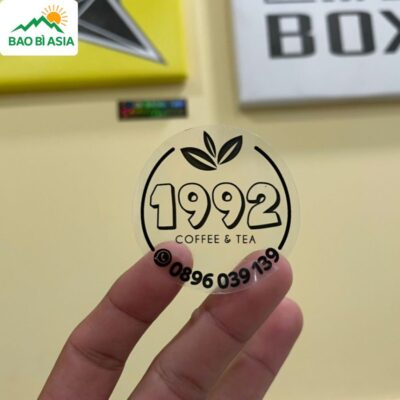 BAO BÌ ASIA
BOX
1992
COFFEE & TEA
0896 039 139